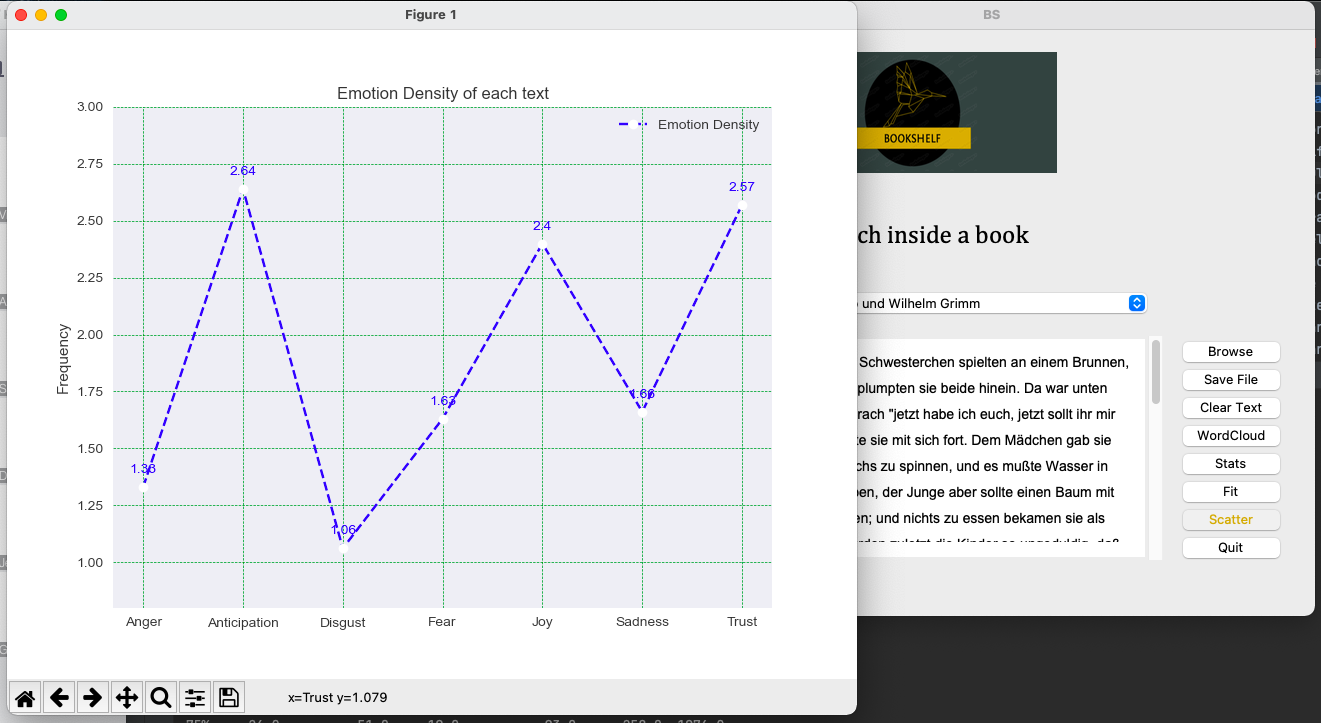 Figure 1
Emotion Density of each text
Emotion Density
3.00
2.75
2.50
2.25
2.00
1.75
1.50
1.25
1.00
Frequency
2.64
1.06
1.63
2.4
1.66
2.57
Anger Anticipation Disgust Fear Joy Sadness Trust
x=Trust y=1.079
BS
BOOKSHELF
ch inside a book
und Wilhelm Grimm
Schwesterchen spielten an einem Brunnen,
plumpten sie beide hinein. Da war unten
rach "jetzt habe ich euch, jetzt sollt ihr mir
te sie mit sich fort. Dem Mädchen gab sie
chs zu spinnen, und es mußte Wasser in
en, der Junge aber sollte einen Baum mit
en; und nichts zu essen bekamen sie als
Browse
Save File
Clear Text
WordCloud
Stats
Fit
Scatter
Quit